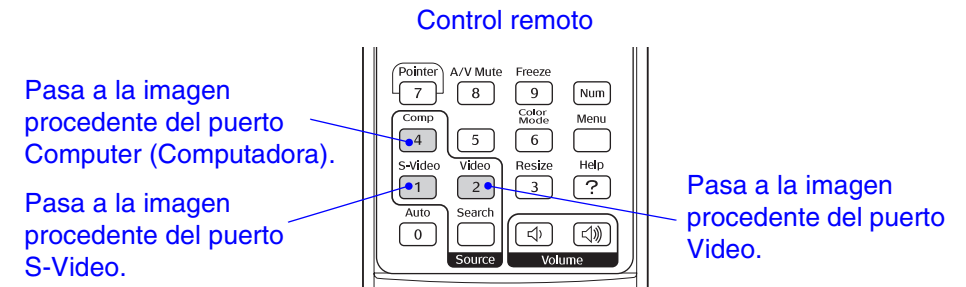 Control remoto
Pasa a la imagen
procedente del puerto
Computer (Computadora).
Pasa a la imagen
procedente del puerto
S-Video.
Pointer A/V Mute Freeze
7 8 9 Num
Comp Color Mode Menu
4 5 6
S-Video Video Resize Help
1 2 3 ?
Auto Search
0
Source Volume
Pasa a la imagen
procedente del puerto
Video.